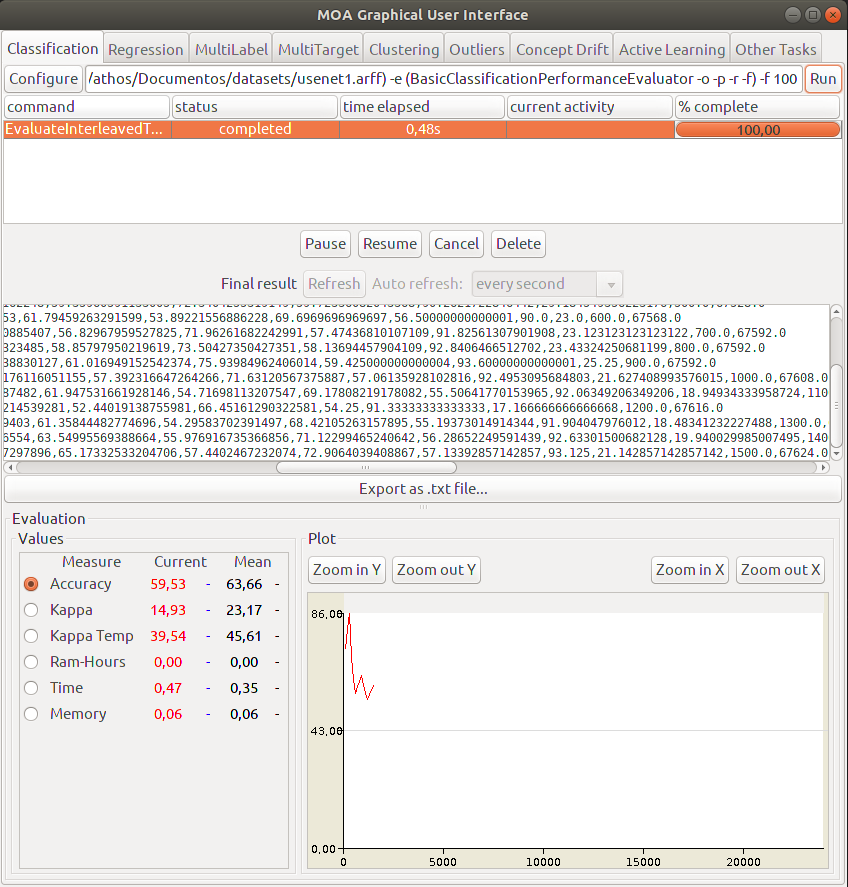 MOA Graphical User Interface
Classification Regression MultiLabel MultiTarget Clustering Outliers Concept Drift Active Learning Other Tasks
Configure /athos/Documentos/datasets/usenet1.arff) -e (BasicClassificationPerformanceEvaluator -o -p -r -f) -f 100 Run
command status time elapsed current activity % complete
EvaluateInterleavedT... completed 0,48s 100,00
Pause Resume Cancel Delete
Final result Refresh Auto refresh: every second
53,61.79459263291599,53.89221556886228,69.6969696969697,56.50000000000001,90.0,23.0,600.0,67568.0
0885407,56.82967959527825,71.96261682242991,57.47436810107109,91.82561307901908,23.123123123123122,700.0,67592.0
323485,58.85797950219619,73.50427350427351,58.13694457904109,92.8406466512702,23.43324250681199,800.0,67592.0
38830127,61.016949152542374,75.93984962406014,59.425000000000004,93.60000000000001,25.25,900.0,67592.0
176116051155,57.392316647264266,71.63120567375887,57.06135928102816,92.4953095684803,21.627408993576015,1000.0,67608.0
87482,61.947531661928146,54.71698113207547,69.17808219178082,55.50641770153965,92.06349206349206,18.94934333958724,110
214539281,52.44019138755981,66.45161290322581,54.25,91.33333333333333,17.166666666666668,1200.0,67616.0
9403,61.35844482774696,54.29583702391497,68.42105263157895,55.19373014914344,91.904047976012,18.48341232227488,1300.0,
6554,63.54995569388664,55.976916735366856,71.12299465240642,56.28652249591439,92.63301500682128,19.940029985007495,140
7297896,65.17332533204706,57.4402467232074,72.9064039408867,57.13392857142857,93.125,21.142857142857142,1500.0,67624.0
Export as .txt file...
Evaluation
Values
Measure Current Mean
Accuracy 59,53 - 63,66 -
Kappa 14,93 - 23,17 -
Kappa Temp 39,54 - 45,61 -
Ram-Hours 0,00 - 0,00 -
Time 0,47 - 0,35 -
Memory 0,06 - 0,06 -
Plot
Zoom in Y Zoom out Y Zoom in X Zoom out X
86,00
43,00
0,00
0 5000 10000 15000 20000